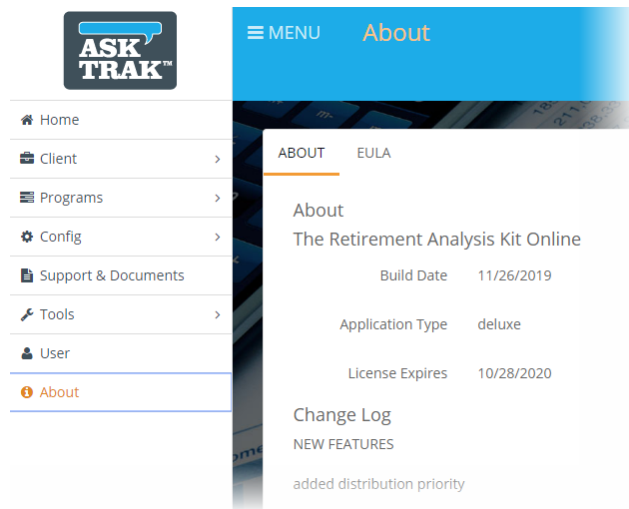 ASK
TRAK™
Home
Client
Programs
Config
Support & Documents
Tools
User
About
MENU
About
ABOUT
EULA
About
The Retirement Analysis Kit Online
Build Date 11/26/2019
Application Type deluxe
License Expires 10/28/2020
Change Log
NEW FEATURES
added distribution priority